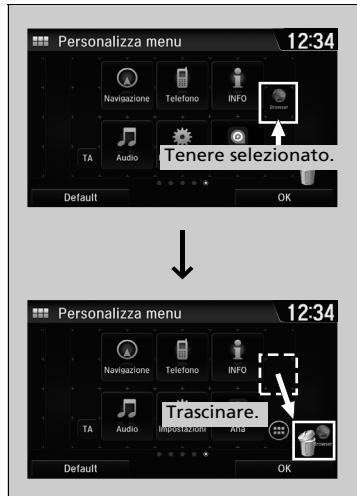 Personalizza menu
12:34
Navigazione
Telefono
INFO
Browser
TA
Audio
Tenere selezionato.
Default
OK
Personalizza menu
12:34
Navigazione
Telefono
INFO
TA
Audio
Impostazioni
Aha
Trascinare.
Browser
Default
OK